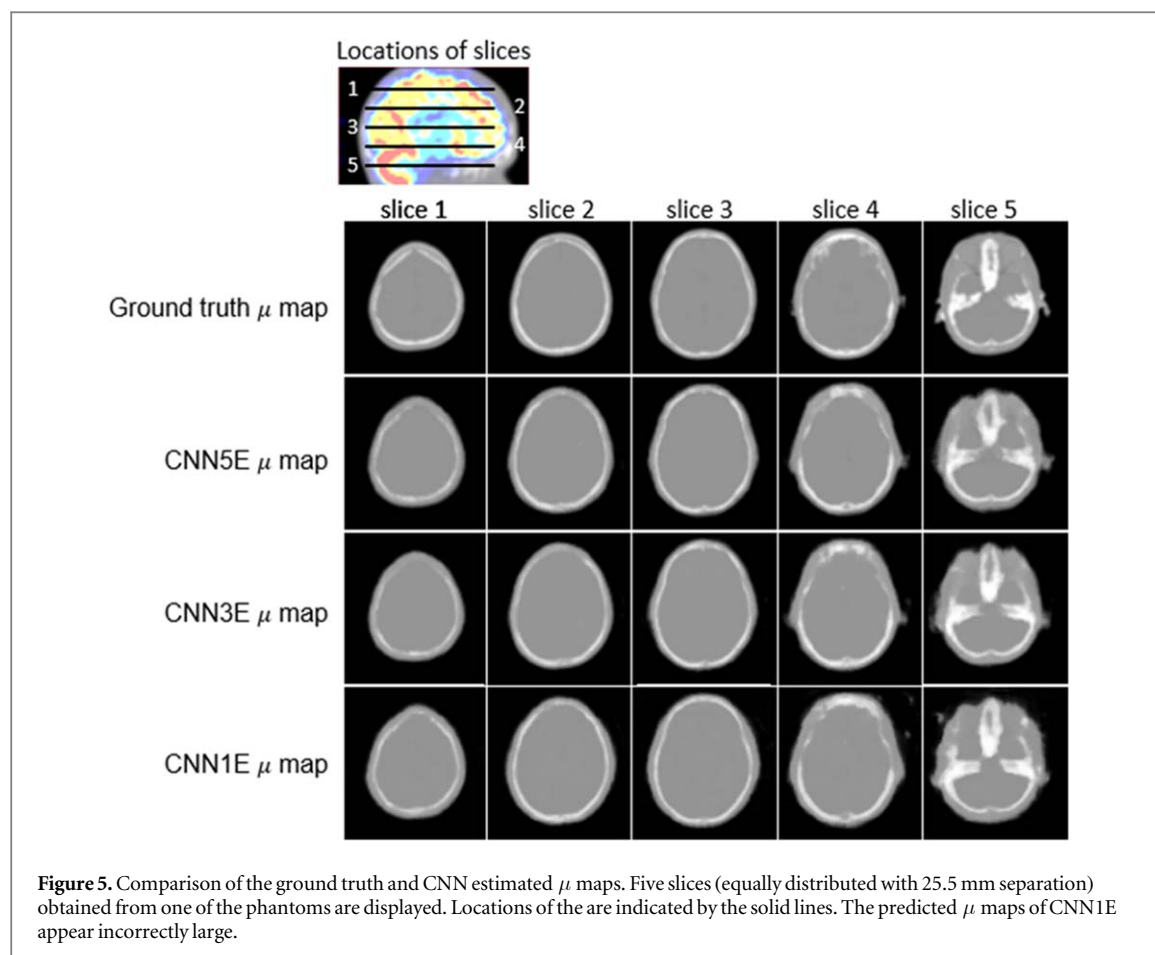 Locations of slices
1
2
3
4
5
slice 1 slice 2 slice 3 slice 4 slice 5
Ground truth μ map
CNN5E μ map
CNN3E μ map
CNN1E μ map
Figure 5. Comparison of the ground truth and CNN estimated μ maps. Five slices (equally distributed with 25.5 mm separation)
obtained from one of the phantoms are displayed. Locations of the are indicated by the solid lines. The predicted μ maps of CNN1E
appear incorrectly large.